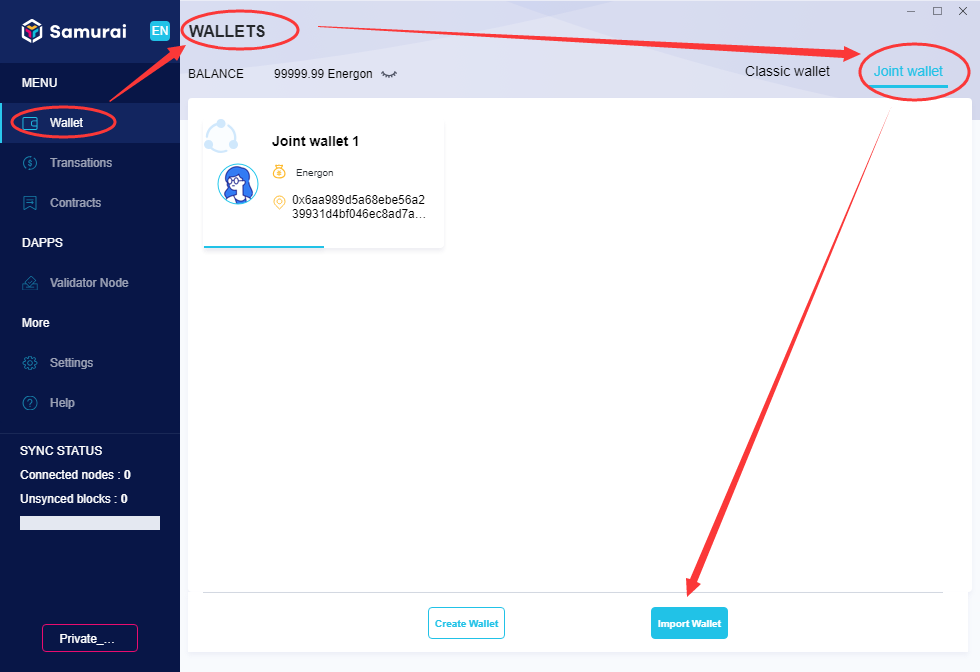 Samurai
EN
MENU
Wallet
Transations
Contracts
DAPPS
Validator Node
More
Settings
Help
SYNC STATUS
Connected nodes : 0
Unsynced blocks : 0
Private_...
WALLETS
BALANCE 99999.99 Energon
Classic wallet Joint wallet
Joint wallet 1
Energon
0x6aa989d5a68ebe56a2
39931d4bf046ec8ad7a...
Create Wallet Import Wallet